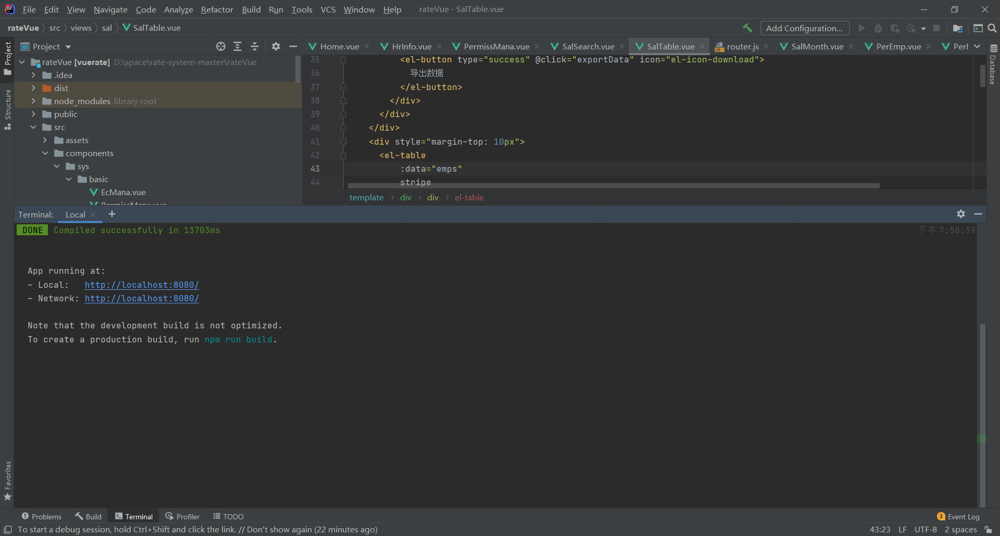 File Edit View Navigate Code Analyze Refactor Build Run Tools VCS Window Help rateVue - SalTable.vue
rateVue src views sal SalTable.vue Add Configuration...
Project
Project
Home.vue HrInfo.vue PermissMana.vue SalSearch.vue SalTable.vue router.js SalMonth.vue PerEmp.vue PerE
rateVue [vuerate] D:\space\rate-system-master\rateVue
.idea
dist
node_modules library root
public
src
assets
components
sys
basic
EcMana.vue
PermissMana.vue
Structure
Database
35 <el-button type="success" @click="exportData" icon="el-icon-download">
36 导出数据
37 </el-button>
38 </div>
39 </div>
40 </div>
41 <div style="margin-top: 10px">
42 <el-table
43 :data="emps"
44 stripe
template div div el-table
Terminal: Local
DONE Compiled successfully in 13703ms 下午7:58:39
App running at:
- Local: http://localhost:8080/
- Network: http://localhost:8080/
Note that the development build is not optimized.
To create a production build, run npm run build.
Favorites
Problems Build Terminal Profiler TODO 3 Event Log
To start a debug session, hold Ctrl+Shift and click the link. // Don't show again (22 minutes ago) 43:23 LF UTF-8 2 spaces